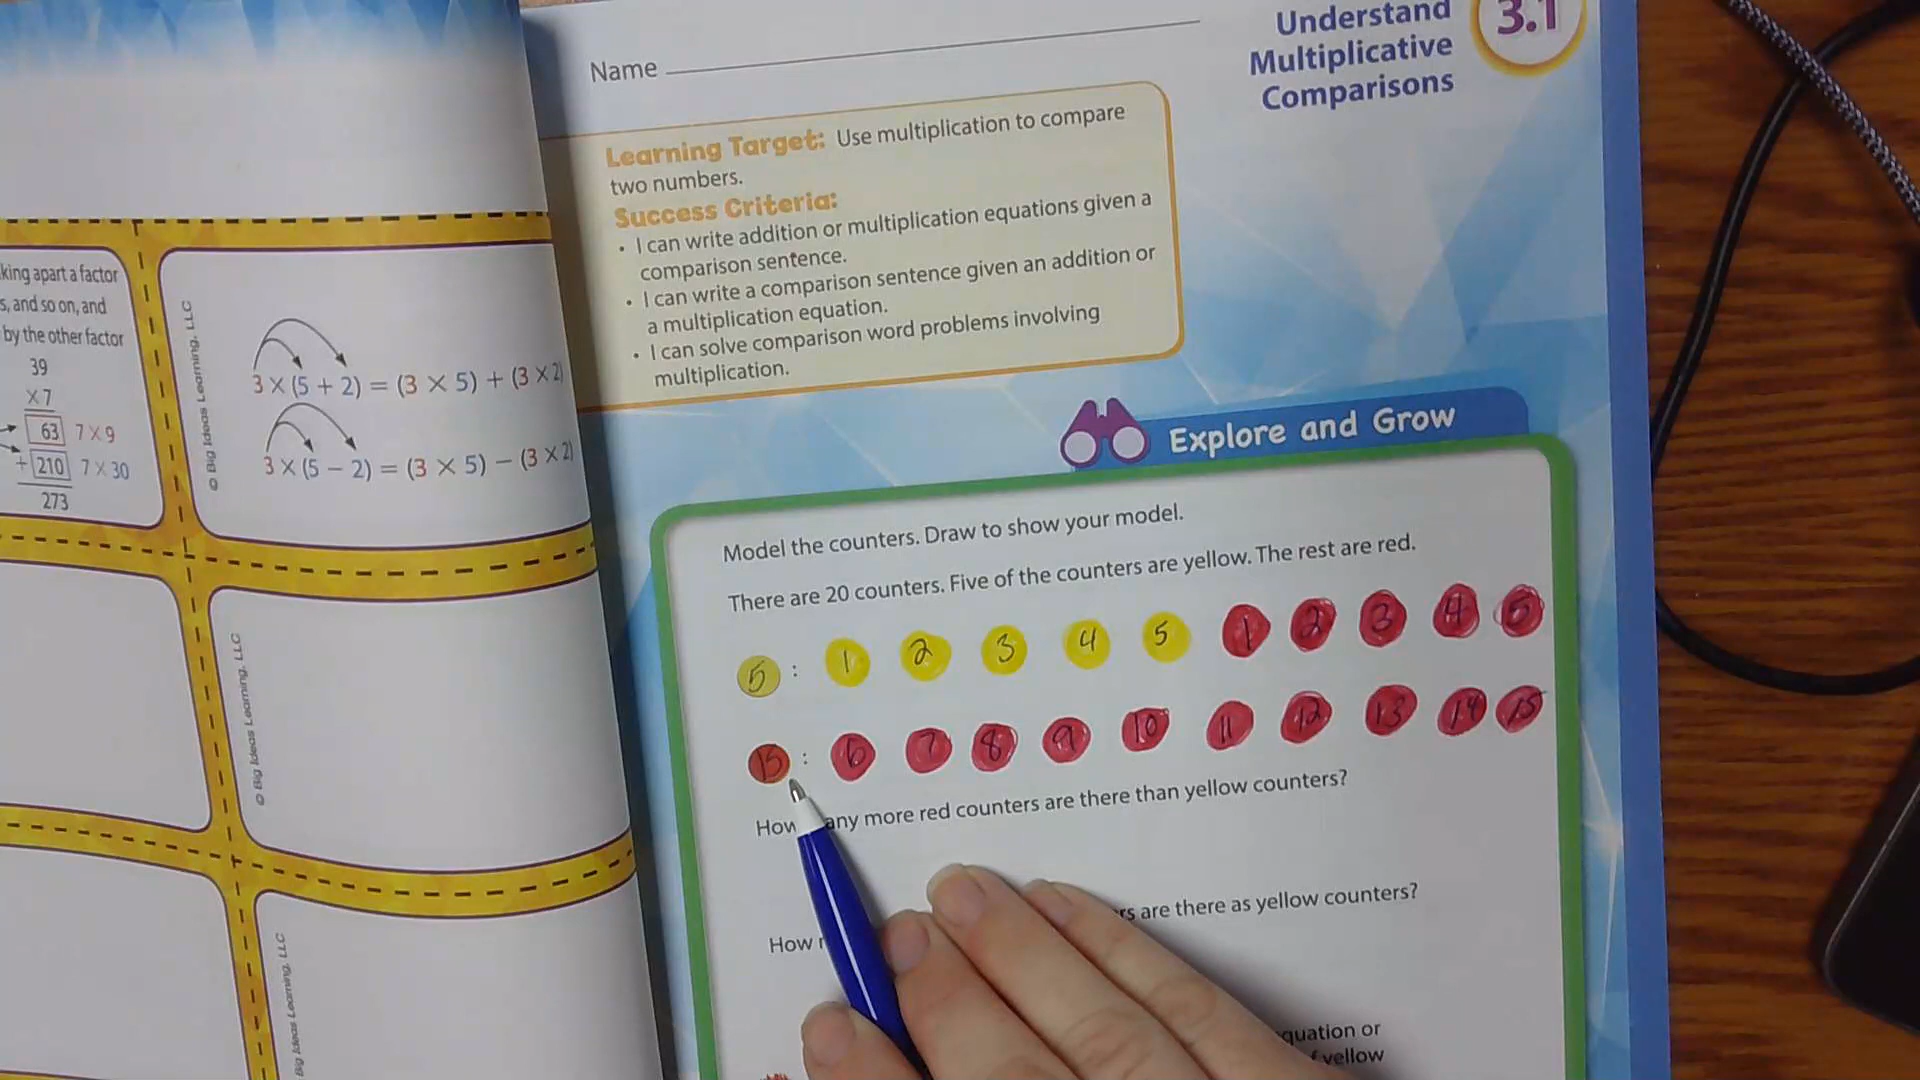 king apart a factor
s, and so on, and
by the other factor
39
× 7
63 7 × 9
+ 210 7 × 30
273
© Big Ideas Learning, LLC
3 × (5 + 2) = (3 × 5) + (3 × 2)
3 × (5 − 2) = (3 × 5) − (3 × 2)
© Big Ideas Learning, LLC
Big Ideas Learning, LLC
Name
Understand
Multiplicative
Comparisons
3.1
Learning Target: Use multiplication to compare
two numbers.
Success Criteria:
• I can write addition or multiplication equations given a
comparison sentence.
• I can write a comparison sentence given an addition or
a multiplication equation.
• I can solve comparison word problems involving
multiplication.
Explore and Grow
Model the counters. Draw to show your model.
There are 20 counters. Five of the counters are yellow. The rest are red.
5 : 1 2 3 4 5 1 2 3 4 5
15 : 6 7 8 9 10 11 12 13 14 15
How any more red counters are there than yellow counters?
How are there as yellow counters?
quation or
yellow